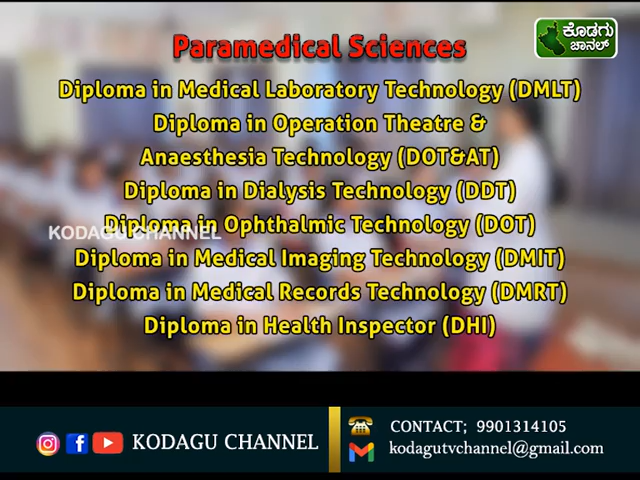 Paramedical Sciences
ಕೊಡಗು
ಚಾನಲ್
Diploma in Medical Laboratory Technology (DMLT)
Diploma in Operation Theatre &
Anaesthesia Technology (DOT&AT)
Diploma in Dialysis Technology (DDT)
Diploma in Ophthalmic Technology (DOT)
KODAGU CHANNEL
Diploma in Medical Imaging Technology (DMIT)
Diploma in Medical Records Technology (DMRT)
Diploma in Health Inspector (DHI)
KODAGU CHANNEL
CONTACT; 9901314105
kodagutvchannel@gmail.com